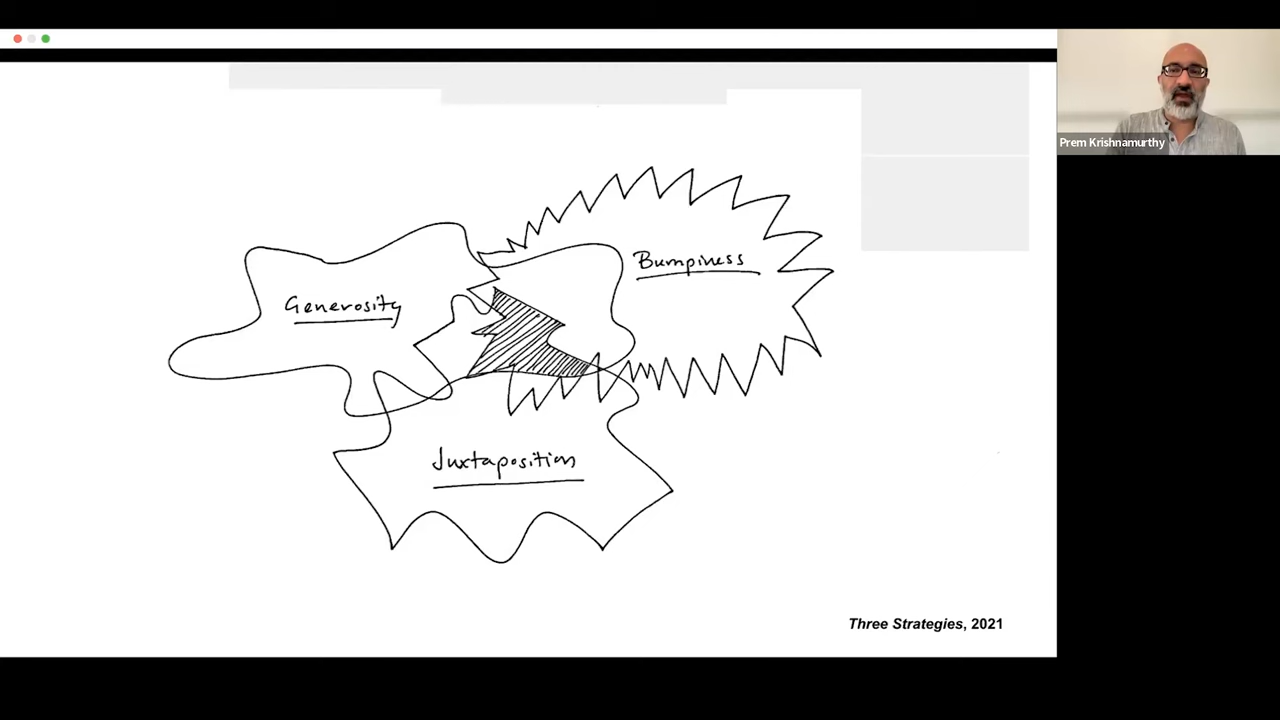 Prem Krishnamurthy
Bumpiness
Generosity
Juxtaposition
Three Strategies, 2021